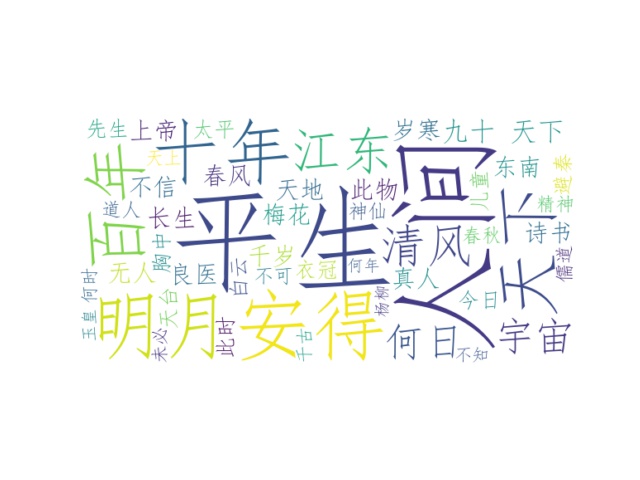 先生
上帝
太平
十年
江东
岁寒
九十
天下
天上
不信
春风
天地
此物
人间
儿童
东南
避秦
百年
道人
长生
梅花
神仙
平生
清风
春秋
精神
天下
诗书
胸中
千岁
无人
良医
白云
不可
衣冠
何年
真人
今日
儒道
玉皇
何时
天台
明月
安得
杨柳
何日
宇宙
未必
此时
千古
不知